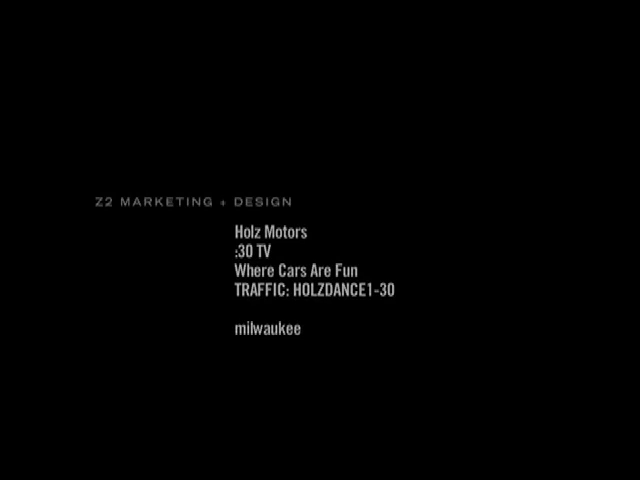 Z2 MARKETING + DESIGN
Holz Motors
:30 TV
Where Cars Are Fun
TRAFFIC: HOLZDANCE1-30
milwaukee